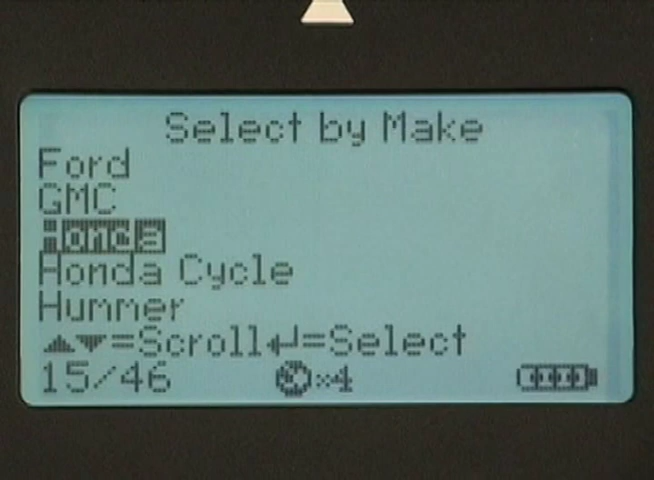 Select by Make
Ford
GMC
Honda
Honda Cycle
Hummer
▲▼=Scroll↵=Select
15/46 ×4